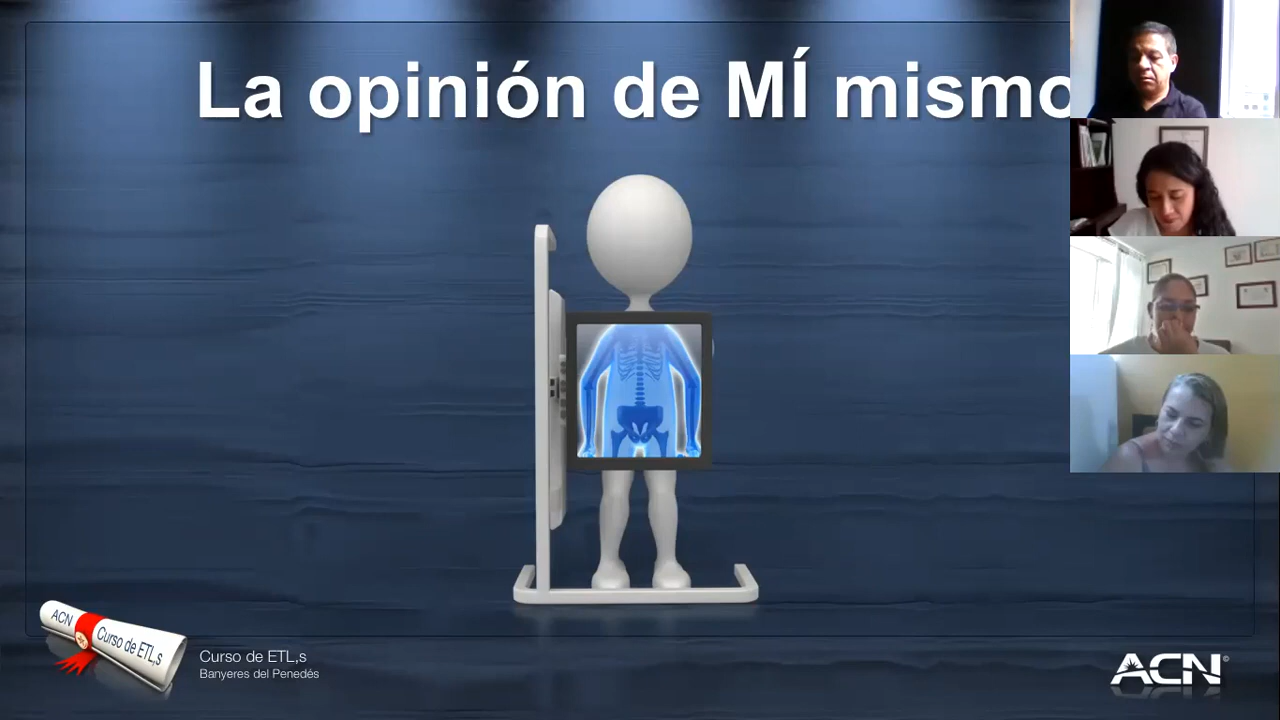 La opinión de MÍ mismo
ACN
Curso de ETL,s
Curso de ETL,s
Banyeres del Penedés
ACN©